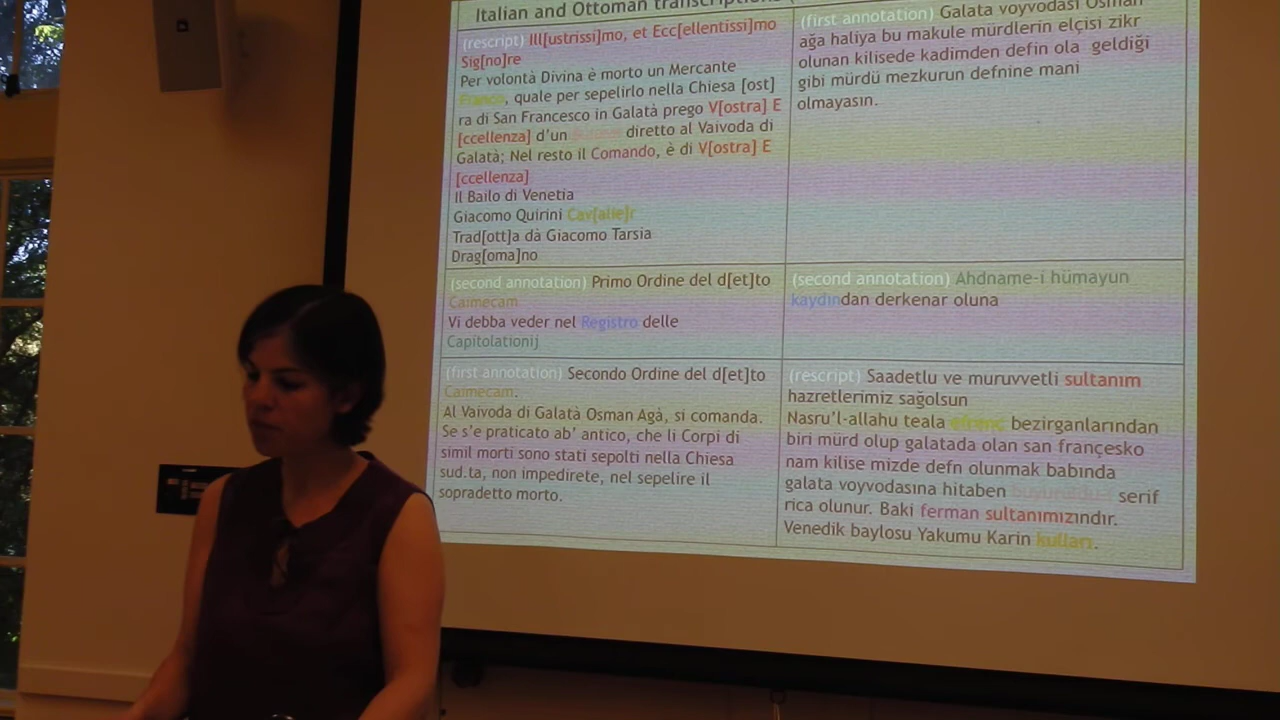 Italian and Ottoman transcriptions
(rescript) Ill[ustrissi]mo, et Ecc[ellentissi]mo
Sig[no]re
Per volontà Divina è morto un Mercante
Franco, quale per sepelirlo nella Chiesa [ost]
ra di San Francesco in Galatà prego V[ostra] E
[ccellenza] d'un diretto al Vaivoda di
Galatà; Nel resto il Comando, è di V[ostra] E
[ccellenza]
Il Bailo di Venetia
Giacomo Quirini Cav[alie]r
Trad[ott]a da Giacomo Tarsia
Drag[oma]no
(first annotation) Galata voyvodası Osman
ağa haliya bu makule mürdlerin elçisi zikr
olunan kilisede kadimden defin ola geldiği
gibi mürdü mezkurun defnine mani
olmayasın.
(second annotation) Primo Ordine del d[et]to
Caimecam
Vi debba veder nel Registro delle
Capitolationij
(second annotation) Ahdname-i hümayun
kaydından derkenar oluna
(first annotation) Secondo Ordine del d[et]to
Caimecam.
Al Vaivoda di Galatà Osman Agà, si comanda.
Se s'e praticato ab' antico, che li Corpi di
simil morti sono stati sepolti nella Chiesa
sud.ta, non impedirete, nel sepelire il
sopradetto morto.
(rescript) Saadetlu ve muruvvetli sultanım
hazretlerimiz sağolsun
Nasru'l-allahu teala efrenc bezirganlarından
biri mürd olup galatada olan san françesko
nam kilise mizde defn olunmak babında
galata voyvodasına hitaben serif
rica olunur. Baki ferman sultanımızındır.
Venedik baylosu Yakumu Karin kulları.